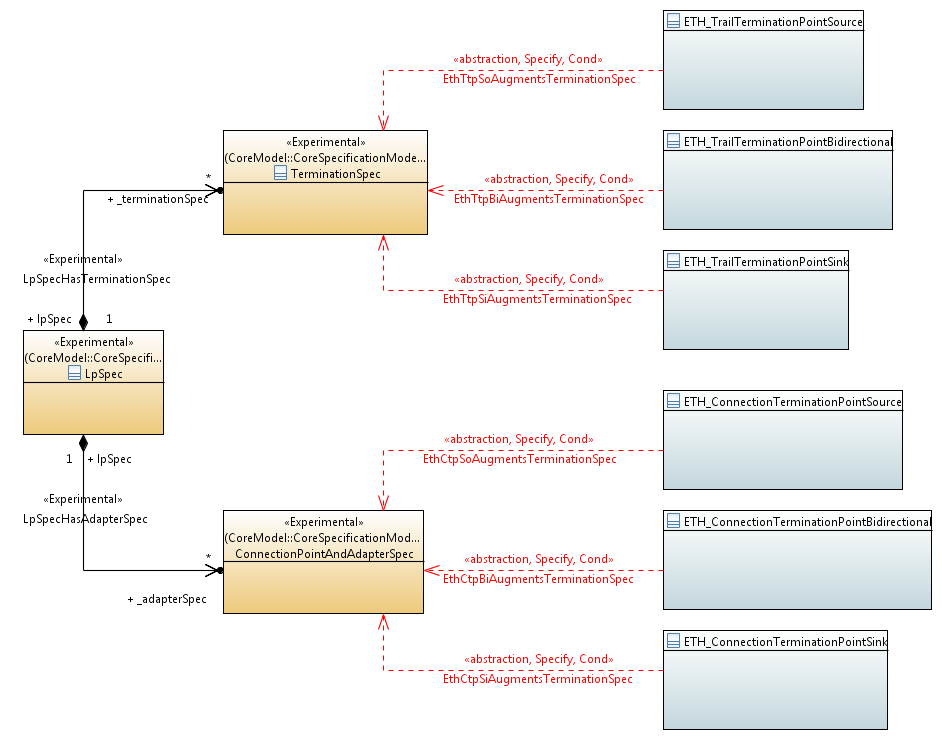 ETH_TrailTerminationPointSource
«abstraction, Specify, Cond»
EthTtpSoAugmentsTerminationSpec
«Experimental»
(CoreModel::CoreSpecificationMode...
TerminationSpec
ETH_TrailTerminationPointBidirectional
«abstraction, Specify, Cond»
EthTtpBiAugmentsTerminationSpec
*
+ _terminationSpec
ETH_TrailTerminationPointSink
«abstraction, Specify, Cond»
EthTtpSiAugmentsTerminationSpec
«Experimental»
LpSpecHasTerminationSpec
+ lpSpec
1
«Experimental»
(CoreModel::CoreSpecifi...
LpSpec
1
+ lpSpec
«Experimental»
LpSpecHasAdapterSpec
*
+ _adapterSpec
ETH_ConnectionTerminationPointSource
«abstraction, Specify, Cond»
EthCtpSoAugmentsTerminationSpec
«Experimental»
(CoreModel::CoreSpecificationMod...
ConnectionPointAndAdapterSpec
ETH_ConnectionTerminationPointBidirectional
«abstraction, Specify, Cond»
EthCtpBiAugmentsTerminationSpec
ETH_ConnectionTerminationPointSink
«abstraction, Specify, Cond»
EthCtpSiAugmentsTerminationSpec